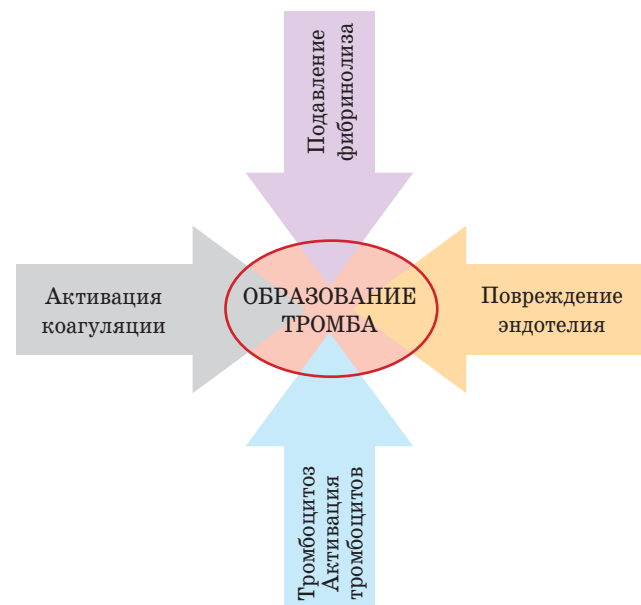 Подавление
фибринолиза
Активация
коагуляции
ОБРАЗОВАНИЕ
ТРОМБА
Повреждение
эндотелия
Тромбоцитоз
Активация
тромбоцитов